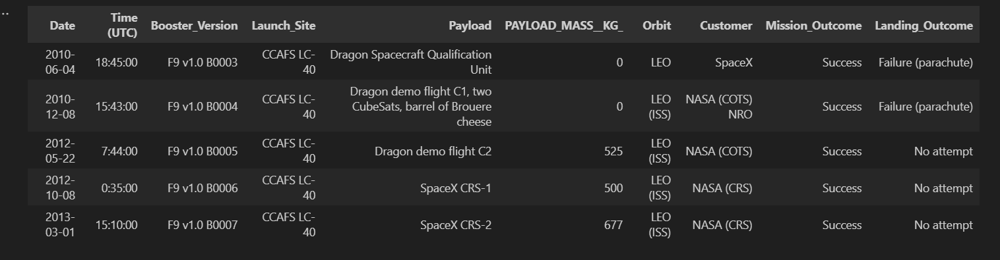 ...
Date Time (UTC) Booster_Version Launch_Site Payload PAYLOAD_MASS__KG_ Orbit Customer Mission_Outcome Landing_Outcome
2010-06-04 18:45:00 F9 v1.0 B0003 CCAFS LC-40 Dragon Spacecraft Qualification Unit 0 LEO SpaceX Success Failure (parachute)
2010-12-08 15:43:00 F9 v1.0 B0004 CCAFS LC-40 Dragon demo flight C1, two CubeSats, barrel of Brouere cheese 0 LEO (ISS) NASA (COTS) NRO Success Failure (parachute)
2012-05-22 7:44:00 F9 v1.0 B0005 CCAFS LC-40 Dragon demo flight C2 525 LEO (ISS) NASA (COTS) Success No attempt
2012-10-08 0:35:00 F9 v1.0 B0006 CCAFS LC-40 SpaceX CRS-1 500 LEO (ISS) NASA (CRS) Success No attempt
2013-03-01 15:10:00 F9 v1.0 B0007 CCAFS LC-40 SpaceX CRS-2 677 LEO (ISS) NASA (CRS) Success No attempt